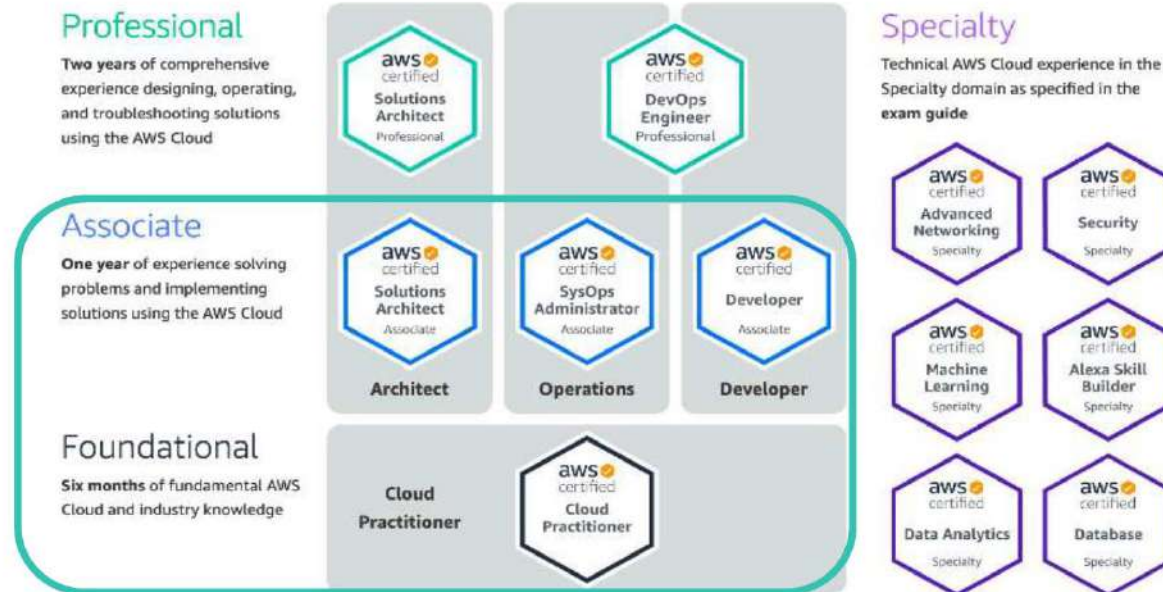 Professional
Two years of comprehensive
experience designing, operating,
and troubleshooting solutions
using the AWS Cloud
aws
certified
Solutions
Architect
Professional
aws
certified
DevOps
Engineer
Professional
Associate
One year of experience solving
problems and implementing
solutions using the AWS Cloud
aws
certified
Solutions
Architect
Associate
Architect
aws
certified
SysOps
Administrator
Associate
Operations
aws
certified
Developer
Associate
Developer
Foundational
Six months of fundamental AWS
Cloud and industry knowledge
Cloud
Practitioner
aws
certified
Cloud
Practitioner
Specialty
Technical AWS Cloud experience in the
Specialty domain as specified in the
exam guide
aws
certified
Advanced
Networking
Specialty
aws
certified
Security
Specialty
aws
certified
Machine
Learning
Specialty
aws
certified
Alexa Skill
Builder
Specialty
aws
certified
Data Analytics
Specialty
aws
certified
Database
Specialty